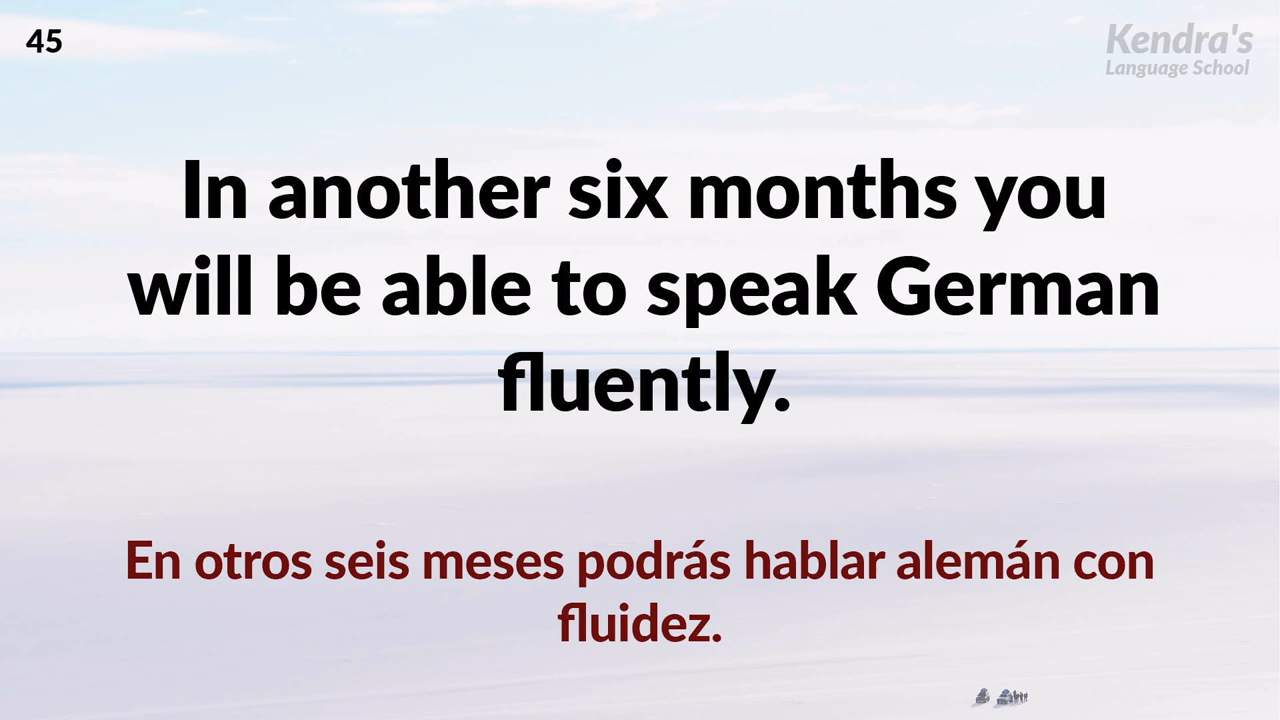 45
Kendra's
Language School
In another six months you
will be able to speak German
fluently.
En otros seis meses podrás hablar alemán con
fluidez.